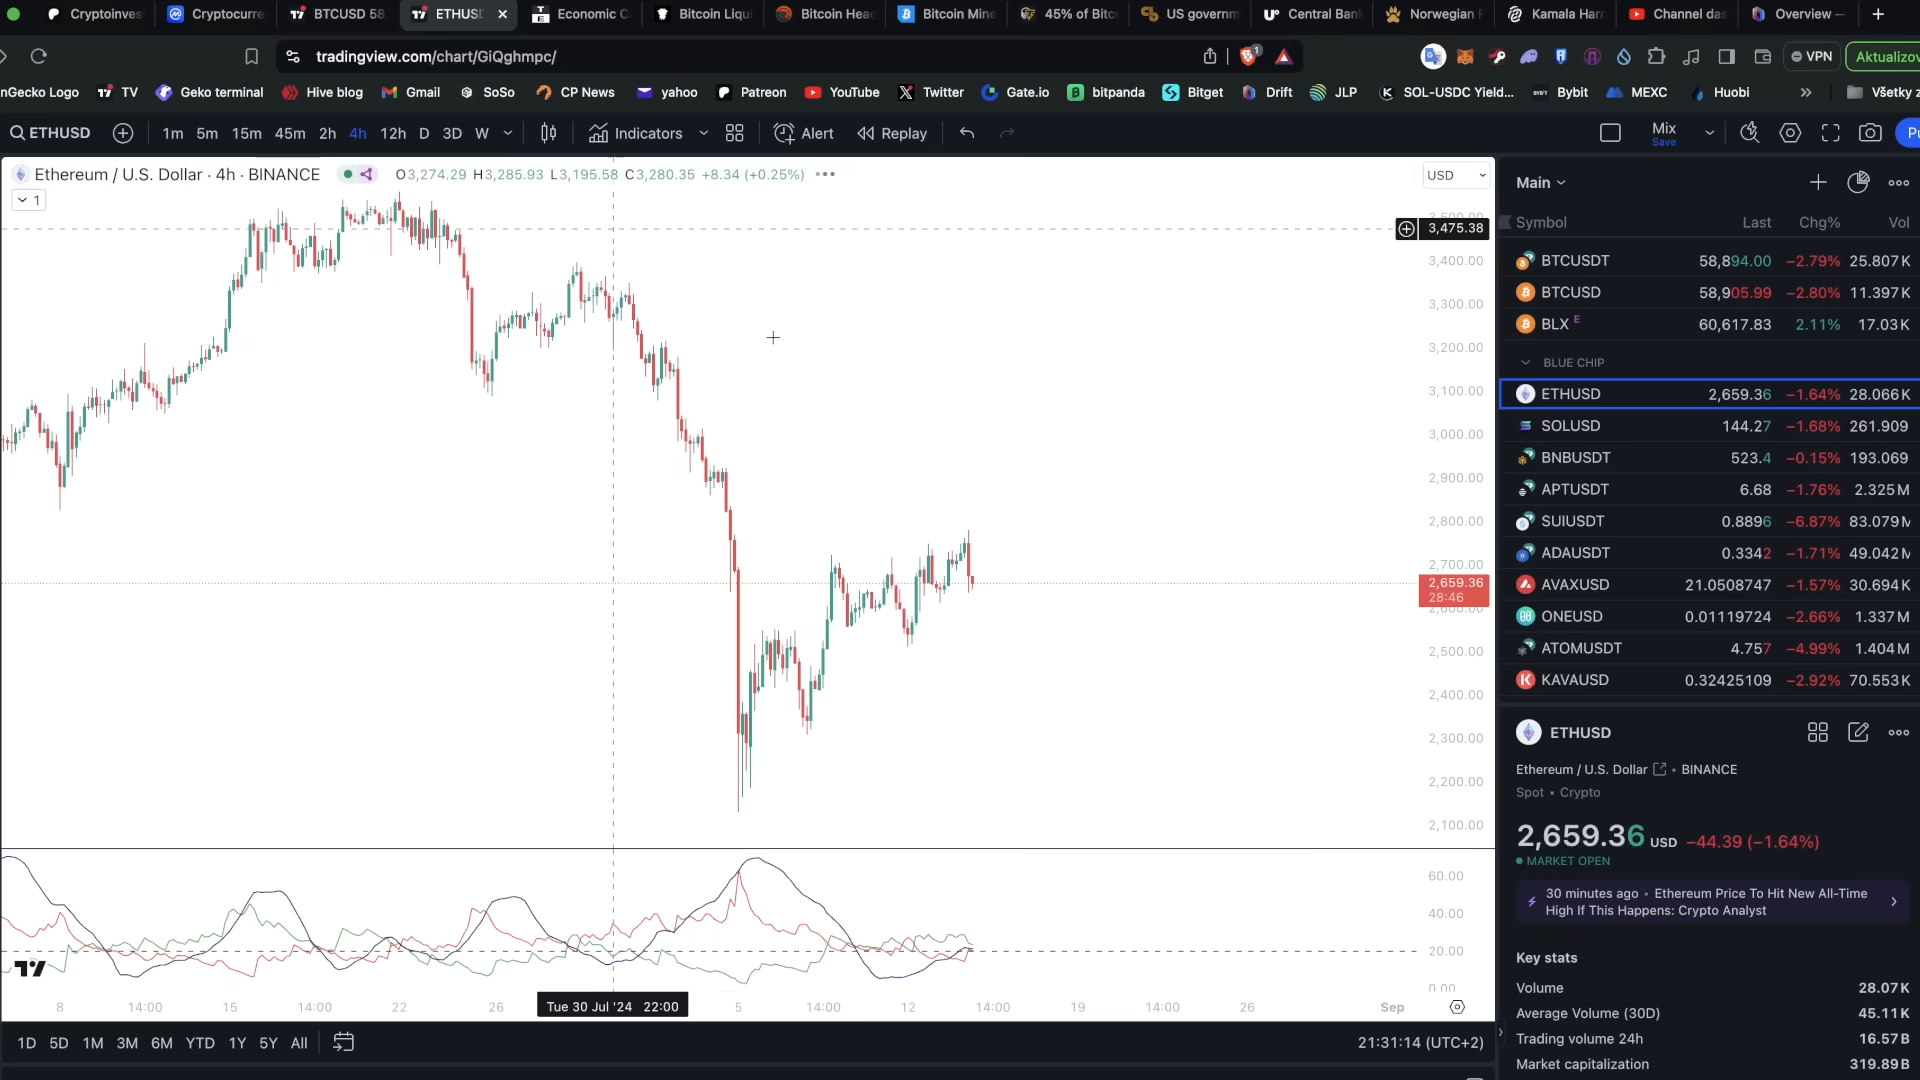 Cryptoinves
Cryptocurre
BTCUSD 58,
ETHUSD
Economic C
Bitcoin Liqu
Bitcoin Hea
Bitcoin Mine
45% of Bitc
US governm
Central Ban
Norwegian F
Kamala Harr
Channel das
Overview —
tradingview.com/chart/GiQghmpc/
1
VPN
Aktualizov
nGecko Logo
TV
Geko terminal
Hive blog
Gmail
SoSo
CP News
yahoo
Patreon
YouTube
Twitter
Gate.io
bitpanda
Bitget
Drift
JLP
SOL-USDC Yield...
Bybit
MEXC
Huobi
Všetky z
ETHUSD
1m 5m 15m 45m 2h 4h 12h D 3D W
Indicators
Alert
Replay
Mix
Save
Pu
Ethereum / U.S. Dollar · 4h · BINANCE
O3,274.29 H3,285.93 L3,195.58 C3,280.35 +8.34 (+0.25%)
1
USD
3,500.00
3,475.38
3,400.00
3,300.00
3,200.00
3,100.00
3,000.00
2,900.00
2,800.00
2,700.00
2,659.36
28:46
2,600.00
2,500.00
2,400.00
2,300.00
2,200.00
2,100.00
60.00
40.00
20.00
0.00
8 14:00 15 14:00 22 26 Tue 30 Jul '24 22:00 5 14:00 12 14:00 19 14:00 26 Sep
1D 5D 1M 3M 6M YTD 1Y 5Y All
21:31:14 (UTC+2)
Main
Symbol Last Chg% Vol
BTCUSDT 58,894.00 −2.79% 25.807K
BTCUSD 58,905.99 −2.80% 11.397K
BLX E 60,617.83 2.11% 17.03K
BLUE CHIP
ETHUSD 2,659.36 −1.64% 28.066K
SOLUSD 144.27 −1.68% 261.909
BNBUSDT 523.4 −0.15% 193.069
APTUSDT 6.68 −1.76% 2.325M
SUIUSDT 0.8896 −6.87% 83.079M
ADAUSDT 0.3342 −1.71% 49.042M
AVAXUSD 21.0508747 −1.57% 30.694K
ONEUSD 0.01119724 −2.66% 1.337M
ATOMUSDT 4.757 −4.99% 1.404M
KAVAUSD 0.32425109 −2.92% 70.553K
ETHUSD
Ethereum / U.S. Dollar • BINANCE
Spot • Crypto
2,659.36 USD −44.39 (−1.64%)
MARKET OPEN
30 minutes ago • Ethereum Price To Hit New All-Time
High If This Happens: Crypto Analyst
Key stats
Volume 28.07K
Average Volume (30D) 45.11K
Trading volume 24h 16.57B
Market capitalization 319.89B